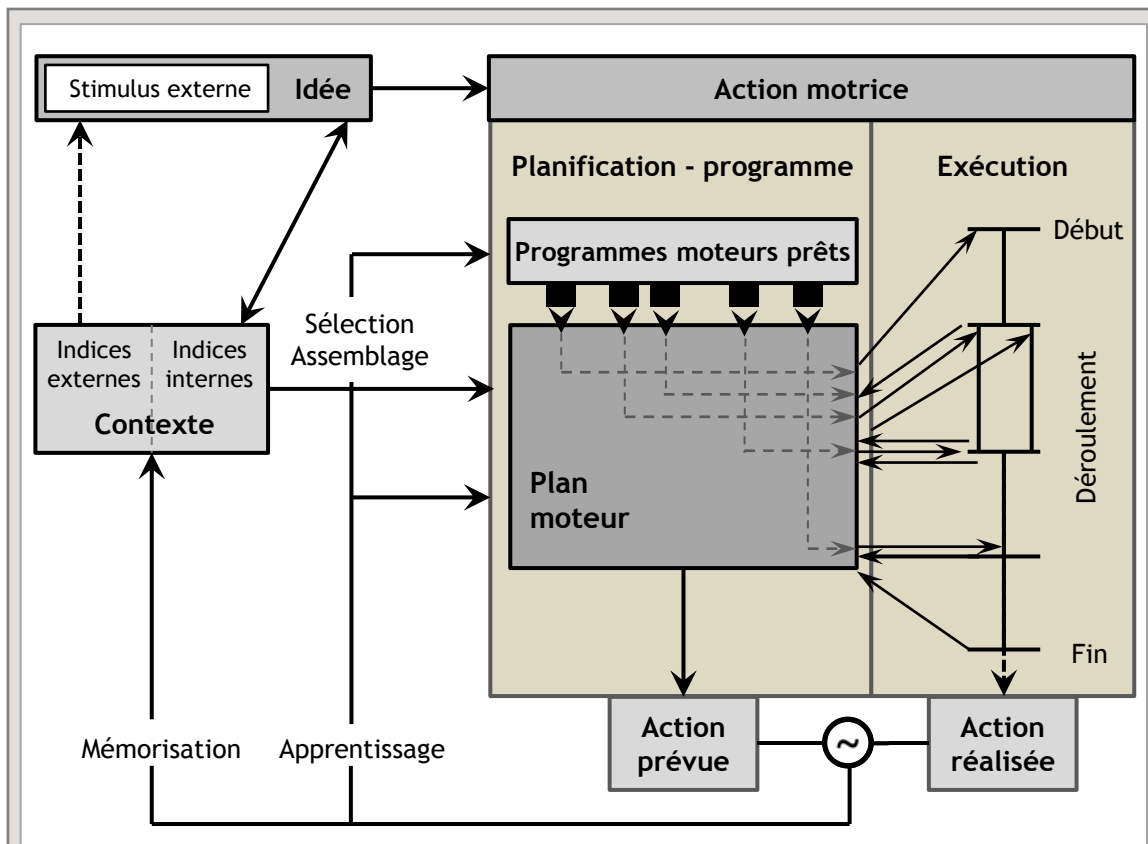 Stimulus externe
Idée
Action motrice
Planification - programme
Exécution
Programmes moteurs prêts
Début
Sélection
Assemblage
Indices
externes
Indices
internes
Contexte
Déroulement
Plan
moteur
Fin
Mémorisation
Apprentissage
Action
prévue
~
Action
réalisée